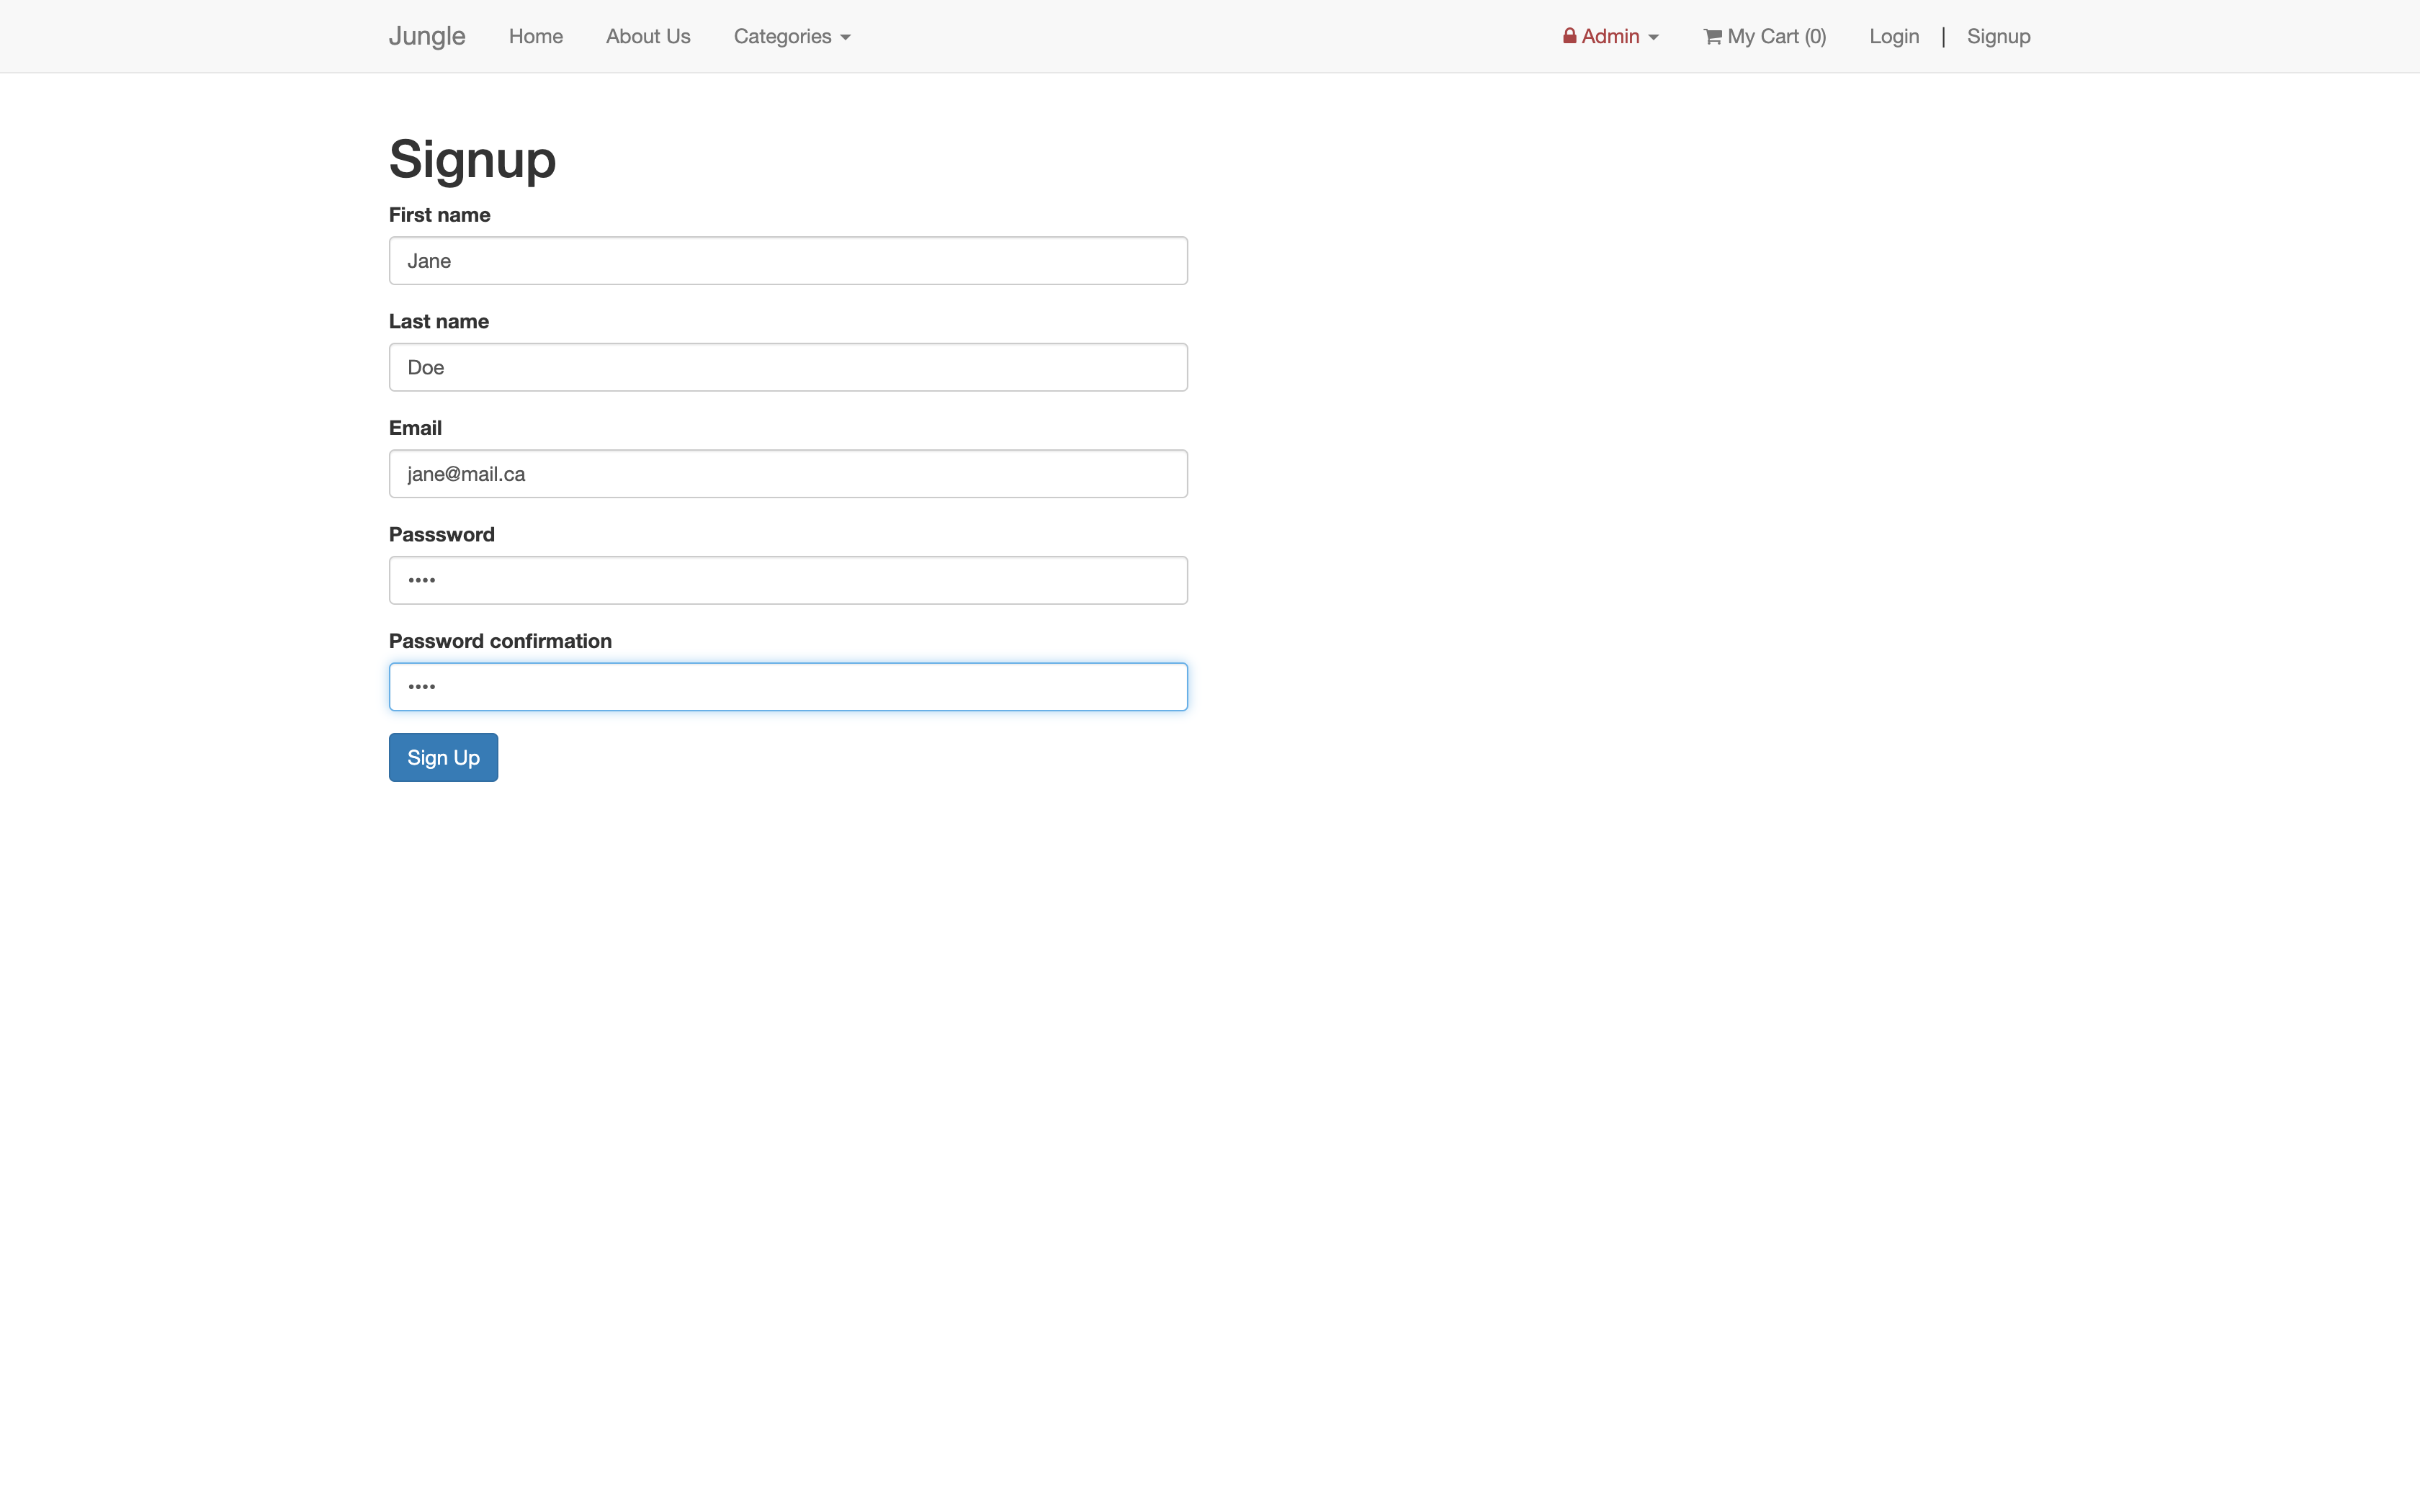 Jungle Home About Us Categories Admin My Cart (0) Login | Signup
Signup
First name
Jane
Last name
Doe
Email
jane@mail.ca
Passsword
••••
Password confirmation
••••
Sign Up